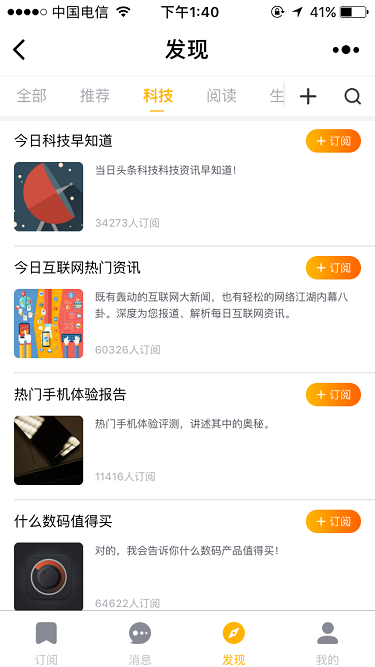 中国电信 下午1:40 41%
发现
全部 推荐 科技 阅读
今日科技早知道 + 订阅
当日头条科技科技资讯早知道!
34273人订阅
今日互联网热门资讯 + 订阅
既有轰动的互联网大新闻，也有轻松的网络江湖内幕八
卦。深度为您报道、解析每日互联网资讯。
60326人订阅
热门手机体验报告 + 订阅
热门手机体验评测，讲述其中的奥秘。
11416人订阅
什么数码值得买 + 订阅
对的，我会告诉你什么数码产品值得买!
64622人订阅
订阅 消息 发现 我的